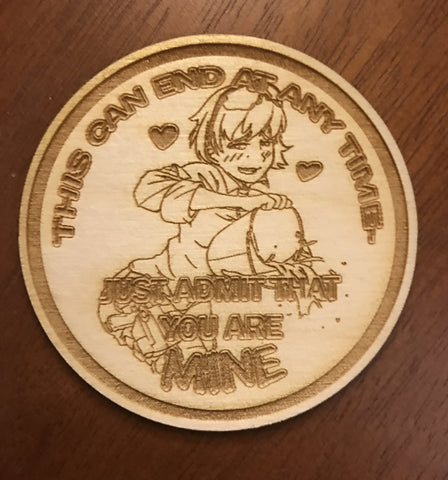 THIS CAN END AT ANY TIME
JUST ADMIT THAT
YOU ARE
MINE